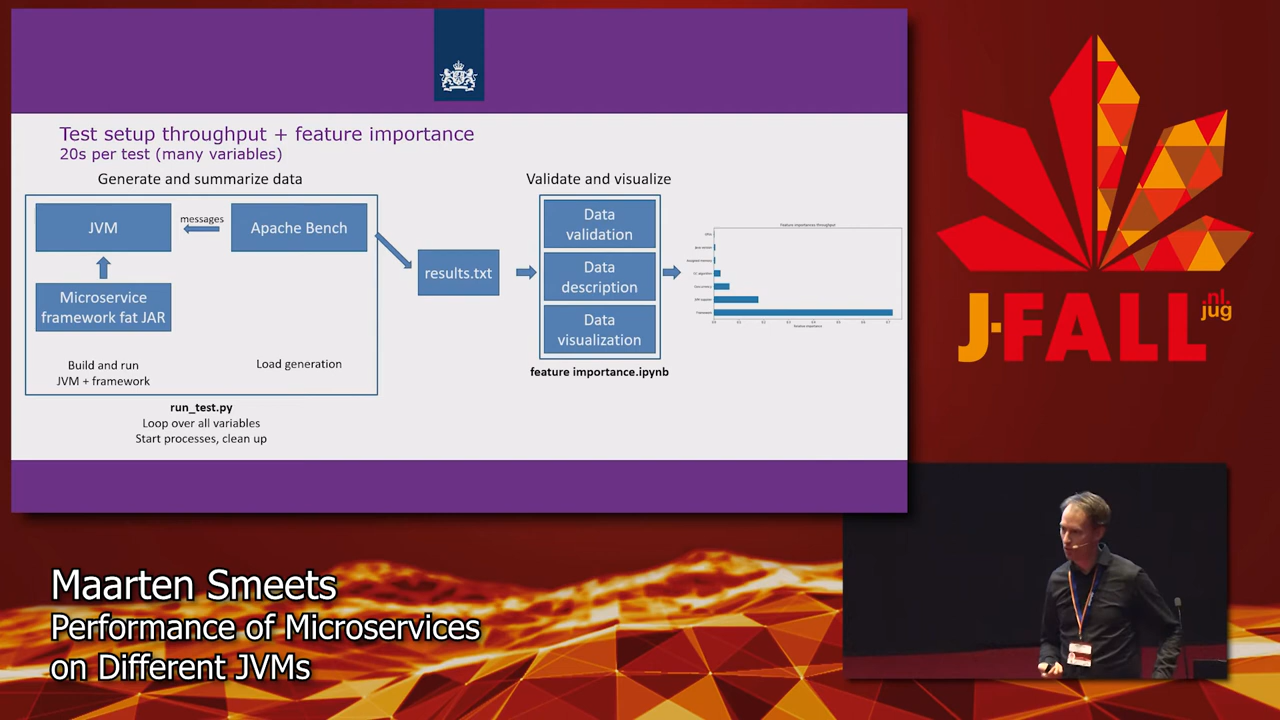 Test setup throughput + feature importance
20s per test (many variables)
Generate and summarize data
Validate and visualize
JVM
messages
Apache Bench
Microservice
framework fat JAR
Build and run
JVM + framework
Load generation
run_test.py
Loop over all variables
Start processes, clean up
results.txt
Data
validation
Data
description
Data
visualization
feature importance.ipynb
Feature importances throughput
J-FALL
nl.
jug
Maarten Smeets
Performance of Microservices
on Different JVMs